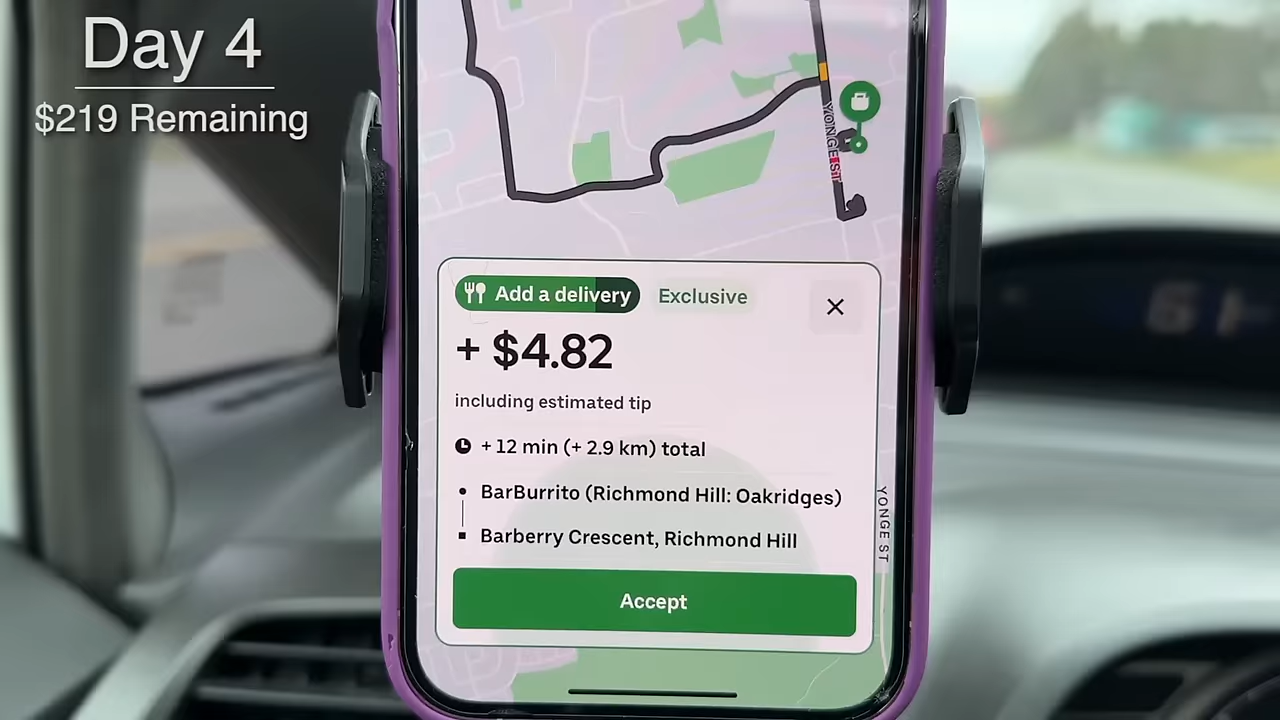 Day 4
$219 Remaining
YONGE ST
Add a delivery
Exclusive
+ $4.82
including estimated tip
+ 12 min (+ 2.9 km) total
BarBurrito (Richmond Hill: Oakridges)
Barberry Crescent, Richmond Hill
YONGE ST
Accept